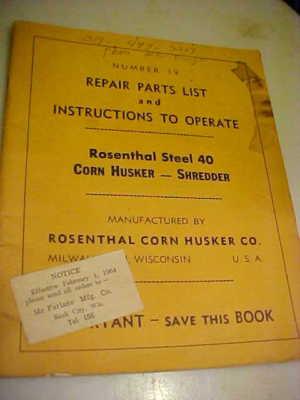 NUMBER 19
REPAIR PARTS LIST
and
INSTRUCTIONS TO OPERATE
Rosenthal Steel 40
CORN HUSKER — SHREDDER
MANUFACTURED BY
ROSENTHAL CORN HUSKER CO.
WISCONSIN U. S. A.
NOTICE
Effective February 1, 1964
please send all orders to —
Mc Farlane Mfg. Co.
Sauk City, Wis.
Tel 188
— SAVE THIS BOOK